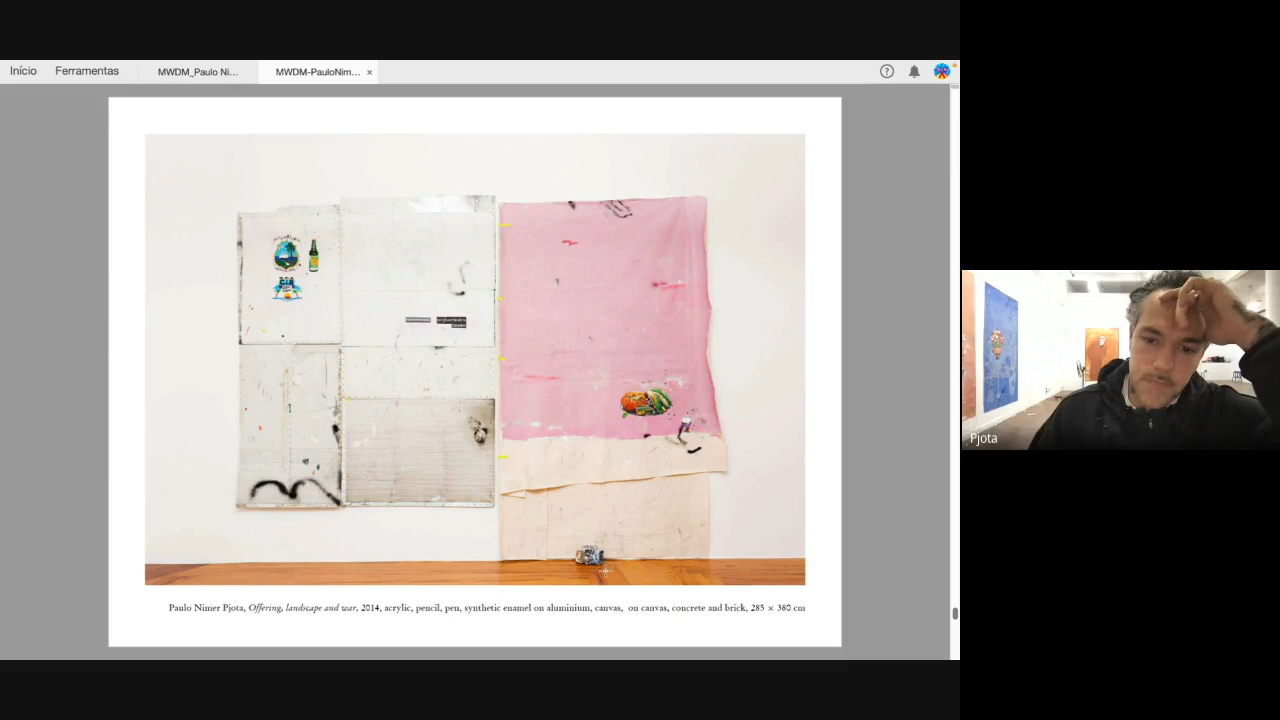 Início Ferramentas MWDM_Paulo Ni... MWDM-PauloNim... ×
Paulo Nimer Pjota, Offering, landscape and war, 2014, acrylic, pencil, pen, synthetic enamel on aluminium, canvas, on canvas, concrete and brick, 285 × 380 cm
Pjota